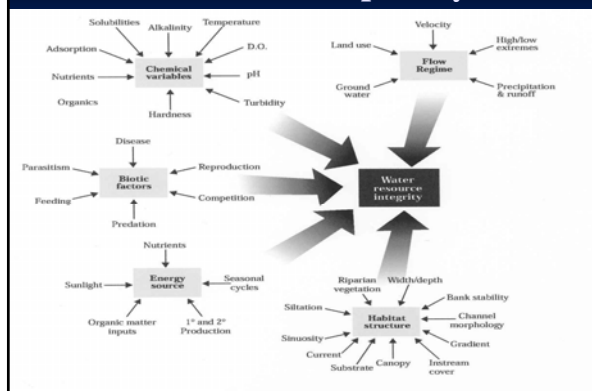 Solubilities
Alkalinity
Temperature
Adsorption
D.O.
Chemical
variables
Nutrients
pH
Organics
Turbidity
Hardness
Velocity
Land use
High/low
extremes
Flow
Regime
Ground
water
Precipitation
& runoff
Disease
Parasitism
Reproduction
Biotic
factors
Feeding
Competition
Predation
Water
resource
integrity
Nutrients
Sunlight
Energy
source
Seasonal
cycles
Organic matter
inputs
1° and 2°
Production
Riparian
vegetation
Width/depth
Bank stability
Siltation
Habitat
structure
Channel
morphology
Sinuosity
Gradient
Current
Substrate
Canopy
Instream
cover